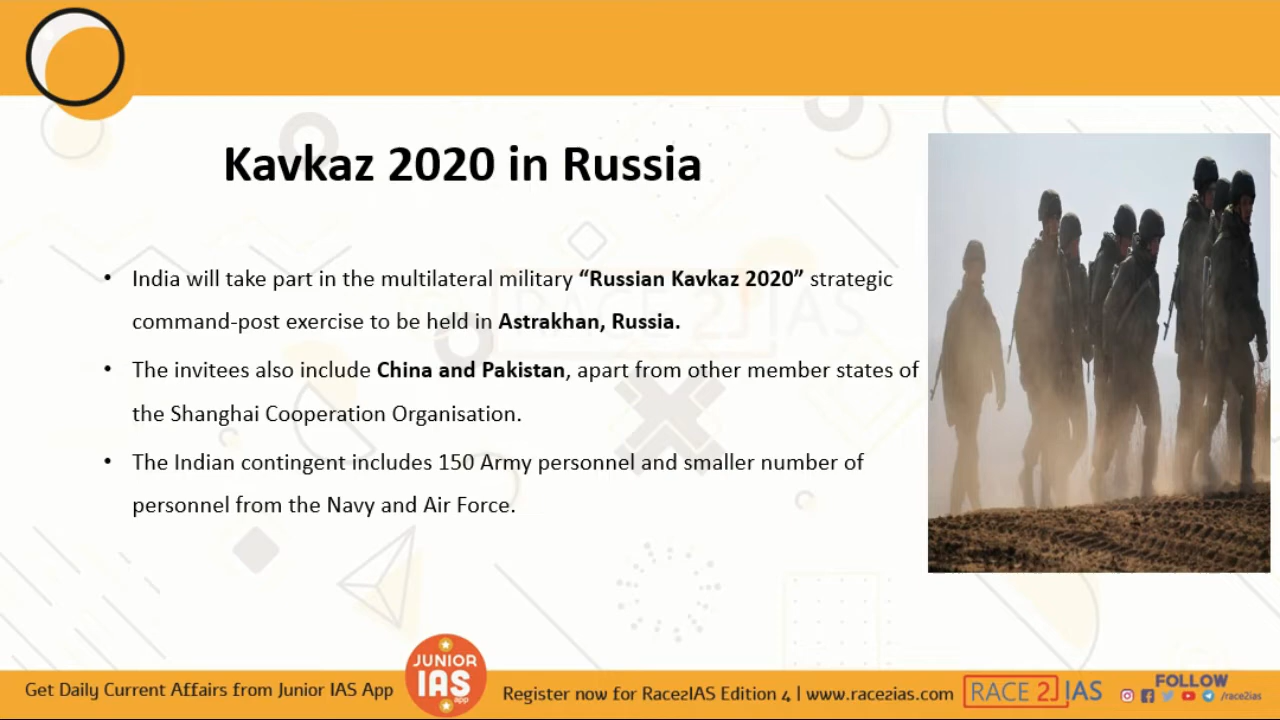 Kavkaz 2020 in Russia
• India will take part in the multilateral military “Russian Kavkaz 2020” strategic
command-post exercise to be held in Astrakhan, Russia.
• The invitees also include China and Pakistan, apart from other member states of
the Shanghai Cooperation Organisation.
• The Indian contingent includes 150 Army personnel and smaller number of
personnel from the Navy and Air Force.
RACE 2 IAS
Get Daily Current Affairs from Junior IAS App
JUNIOR
IAS
app
Register now for Race2IAS Edition 4 | www.race2ias.com
RACE 2 IAS
FOLLOW
/race2ias